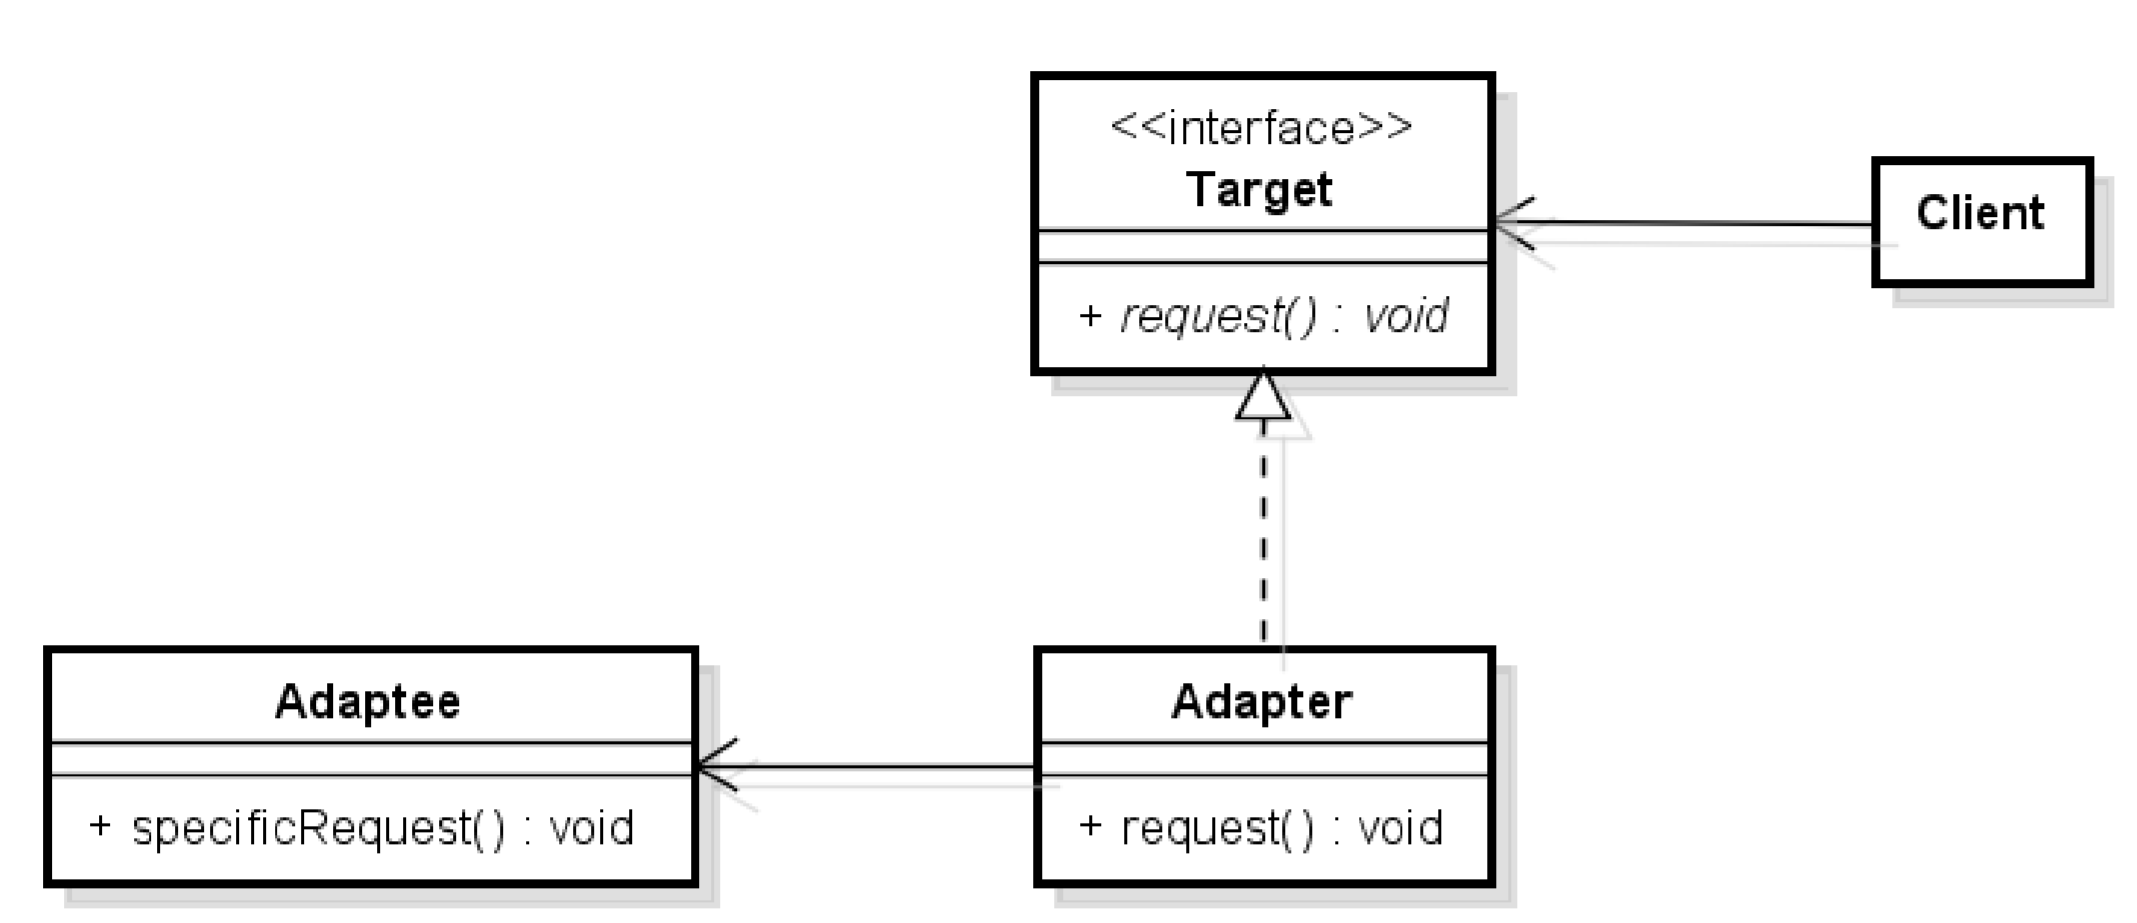 <<interface>>
Target
+ request() : void
Client
Adaptee
+ specificRequest() : void
Adapter
+ request() : void